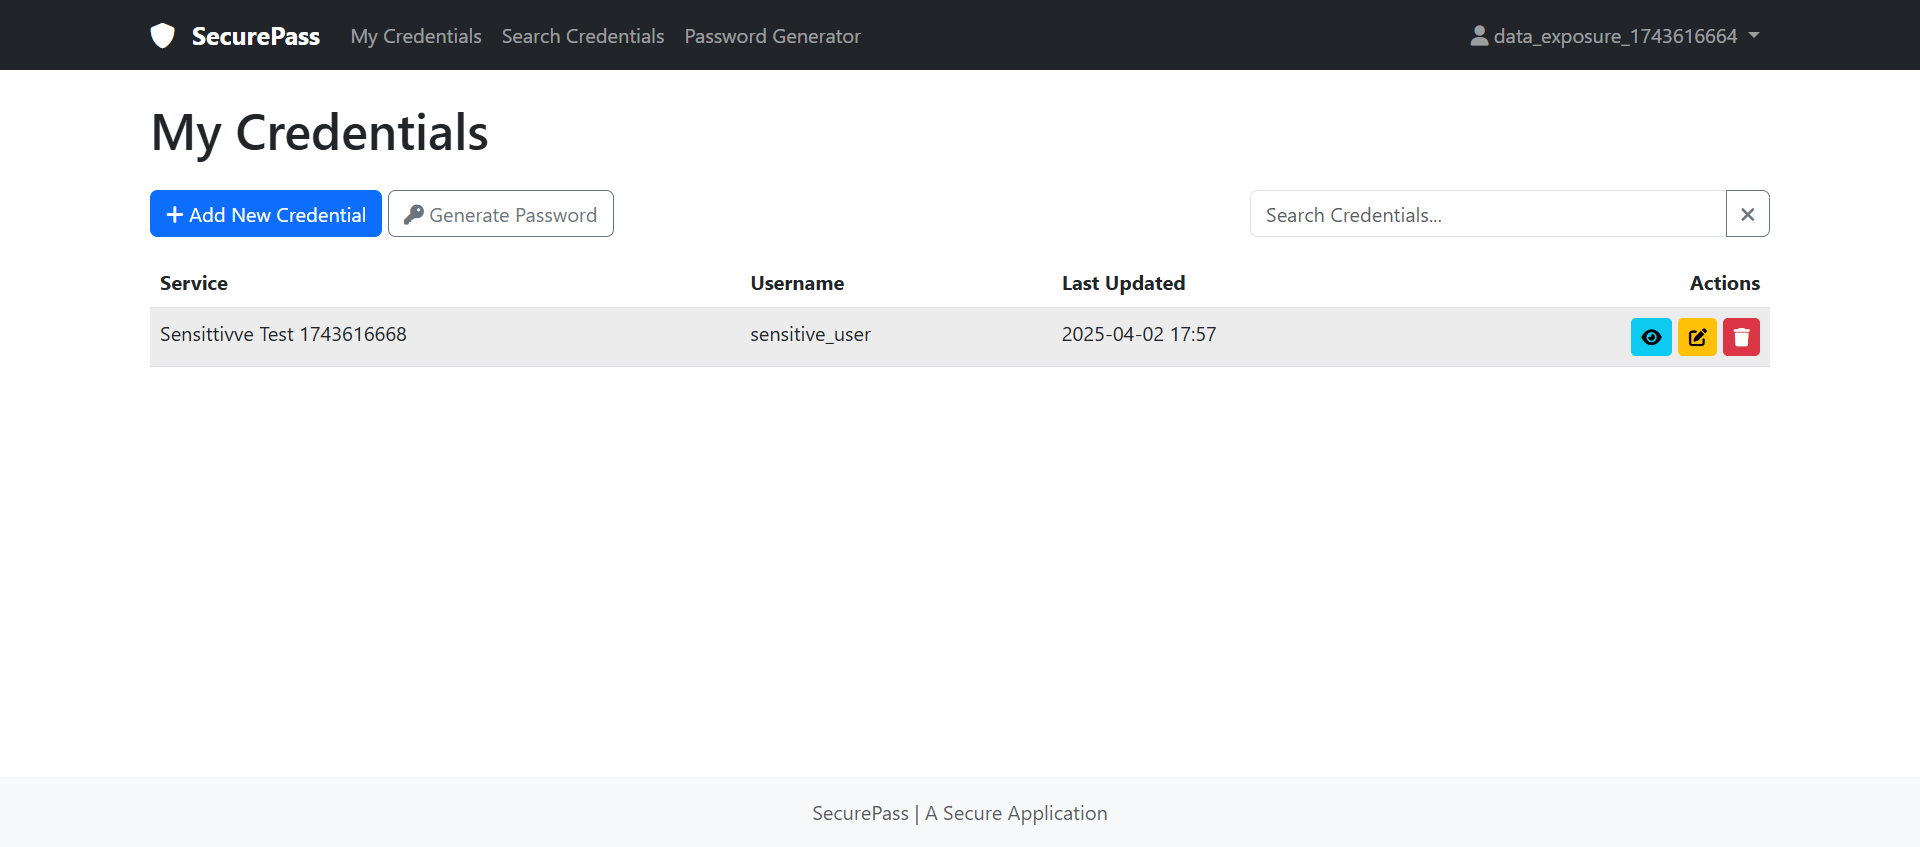 SecurePass My Credentials Search Credentials Password Generator data_exposure_1743616664
My Credentials
Add New Credential Generate Password Search Credentials...
Service Username Last Updated Actions
Sensittivve Test 1743616668 sensitive_user 2025-04-02 17:57
SecurePass | A Secure Application